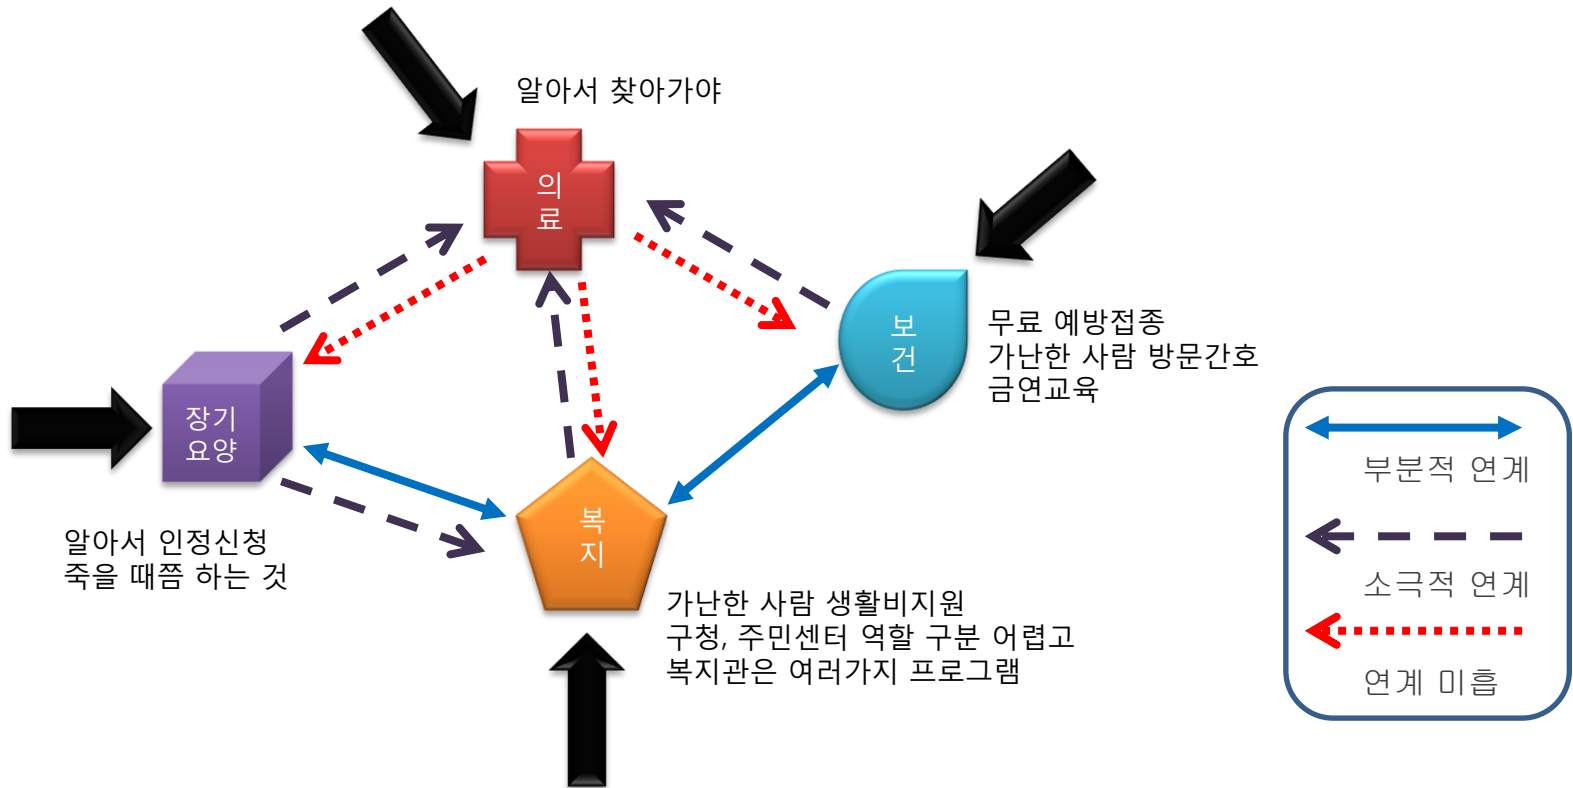 알아서 찾아가야
의
료
보
건
무료 예방접종
가난한 사람 방문간호
금연교육
장기
요양
알아서 인정신청
죽을 때쯤 하는 것
복
지
가난한 사람 생활비지원
구청, 주민센터 역할 구분 어렵고
복지관은 여러가지 프로그램
부분적 연계
소극적 연계
연계 미흡